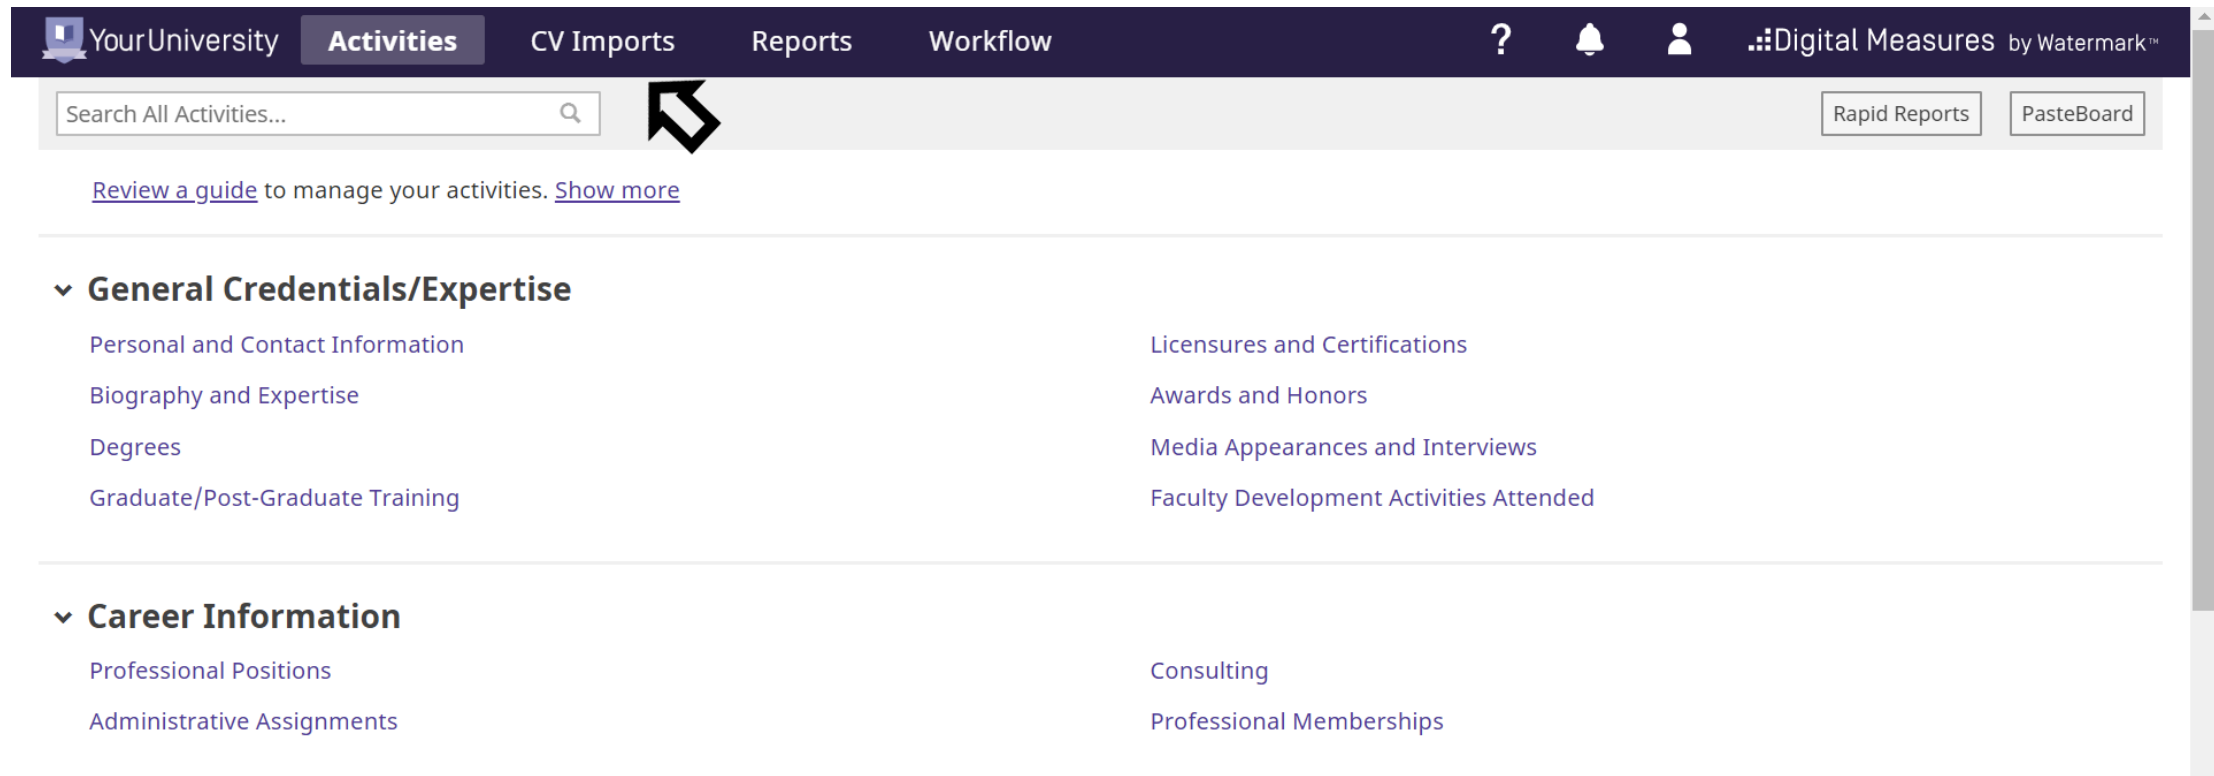 YourUniversity Activities CV Imports Reports Workflow ? Digital Measures by Watermark™
Search All Activities... Rapid Reports PasteBoard
Review a guide to manage your activities. Show more
General Credentials/Expertise
Personal and Contact Information Licensures and Certifications
Biography and Expertise Awards and Honors
Degrees Media Appearances and Interviews
Graduate/Post-Graduate Training Faculty Development Activities Attended
Career Information
Professional Positions Consulting
Administrative Assignments Professional Memberships